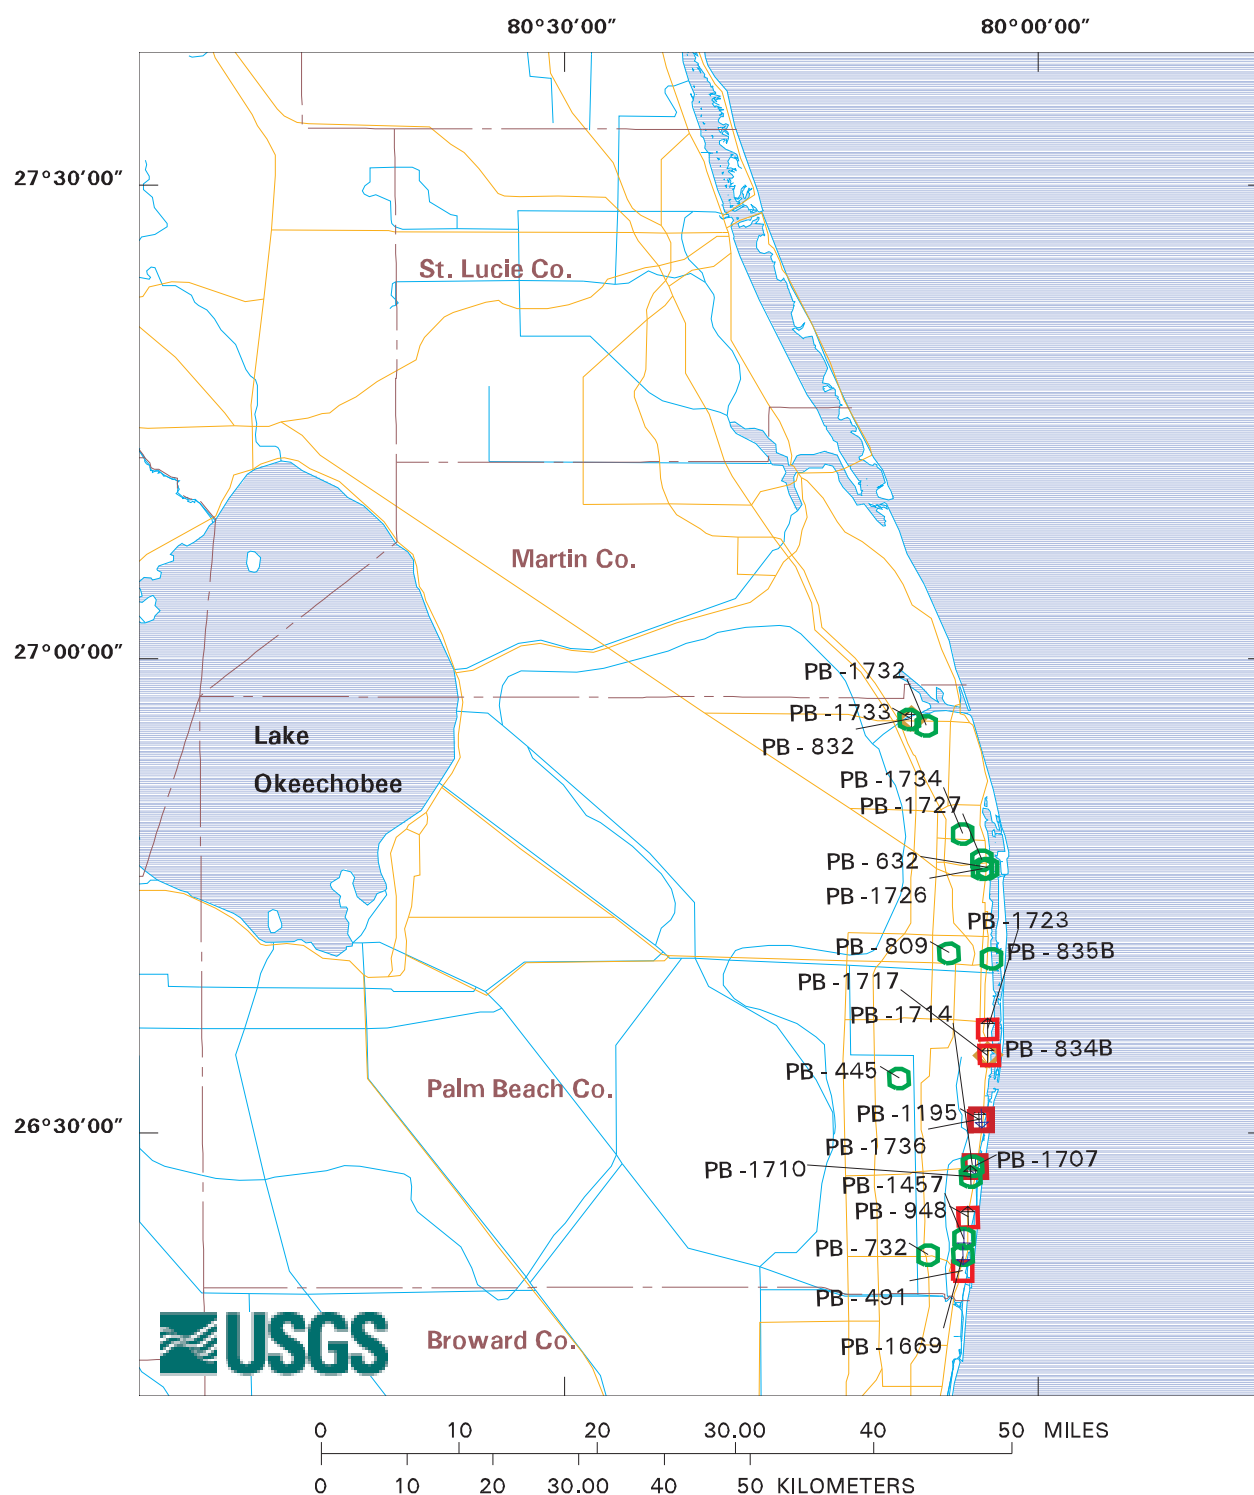 80°30'00" 80°00'00"
27°30'00"
St. Lucie Co.
Martin Co.
27°00'00"
PB -1732
PB -1733
Lake
PB - 832
Okeechobee
PB -1734
PB -1727
PB - 632
PB -1726
PB -1723
PB - 809
PB - 835B
PB -1717
PB -1714
PB - 834B
PB - 445
Palm Beach Co.
PB -1195
26°30'00"
PB -1736
PB -1707
PB -1710
PB -1457
PB - 948
PB - 732
PB - 491
USGS
Broward Co.
PB -1669
0 10 20 30.00 40 50 MILES
0 10 20 30.00 40 50 KILOMETERS